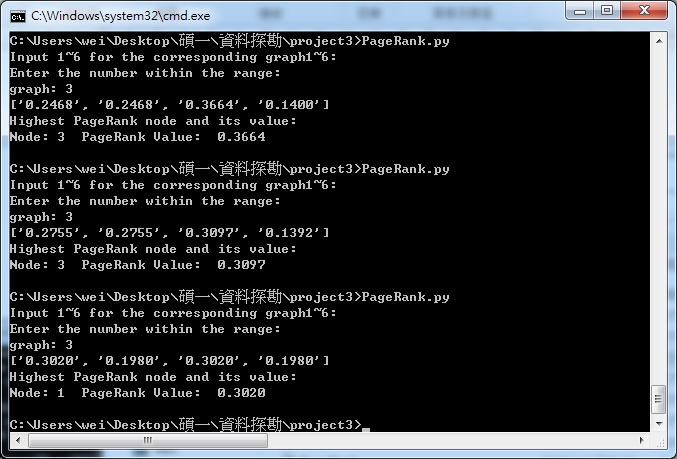 C:\Windows\system32\cmd.exe
C:\Users\wei\Desktop\碩一\資料探勘\project3>PageRank.py
Input 1~6 for the corresponding graph1~6:
Enter the number within the range:
graph: 3
['0.2468', '0.2468', '0.3664', '0.1400']
Highest PageRank node and its value:
Node: 3  PageRank Value:  0.3664
C:\Users\wei\Desktop\碩一\資料探勘\project3>PageRank.py
Input 1~6 for the corresponding graph1~6:
Enter the number within the range:
graph: 3
['0.2755', '0.2755', '0.3097', '0.1392']
Highest PageRank node and its value:
Node: 3  PageRank Value:  0.3097
C:\Users\wei\Desktop\碩一\資料探勘\project3>PageRank.py
Input 1~6 for the corresponding graph1~6:
Enter the number within the range:
graph: 3
['0.3020', '0.1980', '0.3020', '0.1980']
Highest PageRank node and its value:
Node: 1  PageRank Value:  0.3020
C:\Users\wei\Desktop\碩一\資料探勘\project3>